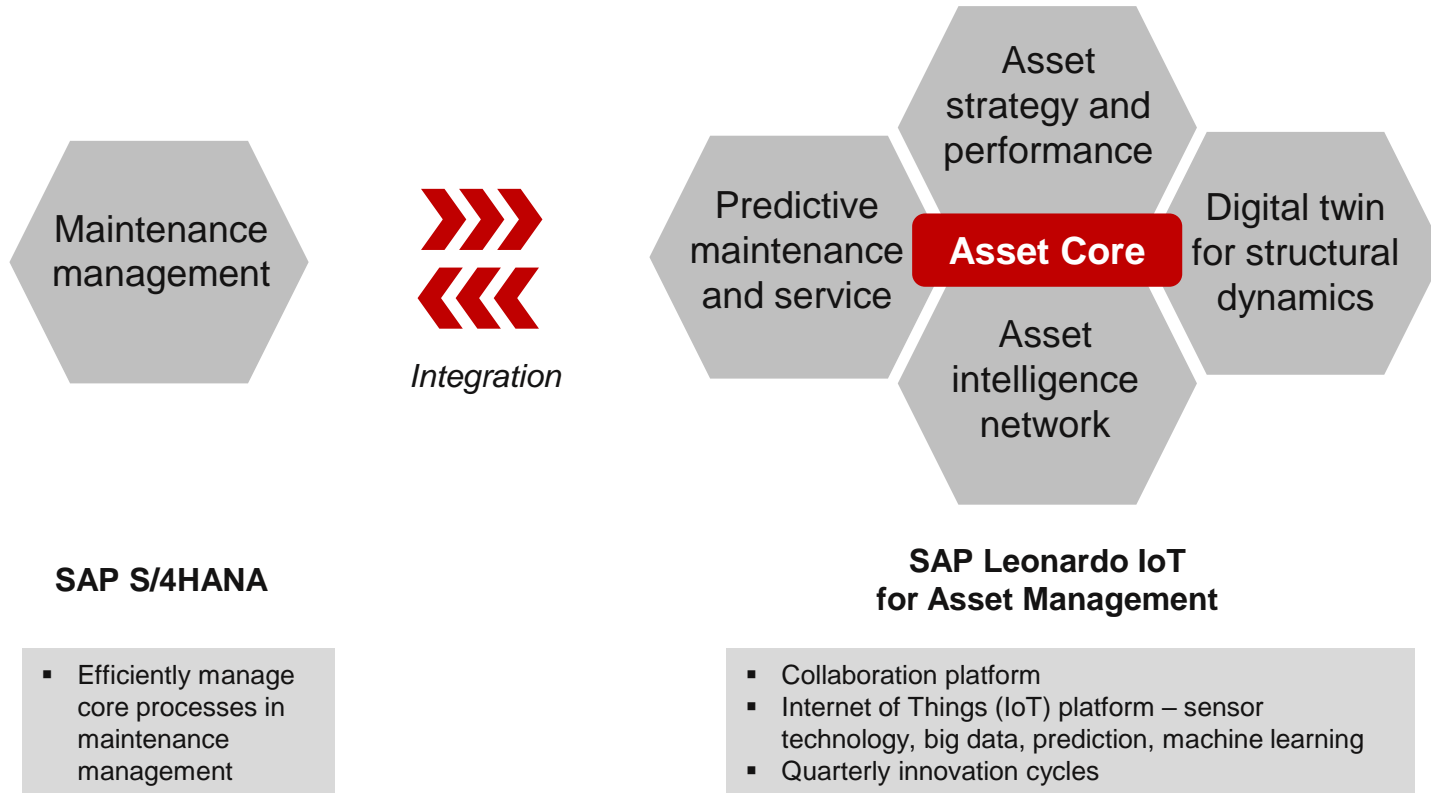 Maintenance
management
Integration
Asset
strategy and
performance
Predictive
maintenance
and service
Asset Core
Digital twin
for structural
dynamics
Asset
intelligence
network
SAP S/4HANA
▪ Efficiently manage
core processes in
maintenance
management
SAP Leonardo IoT
for Asset Management
▪ Collaboration platform
▪ Internet of Things (IoT) platform – sensor
technology, big data, prediction, machine learning
▪ Quarterly innovation cycles